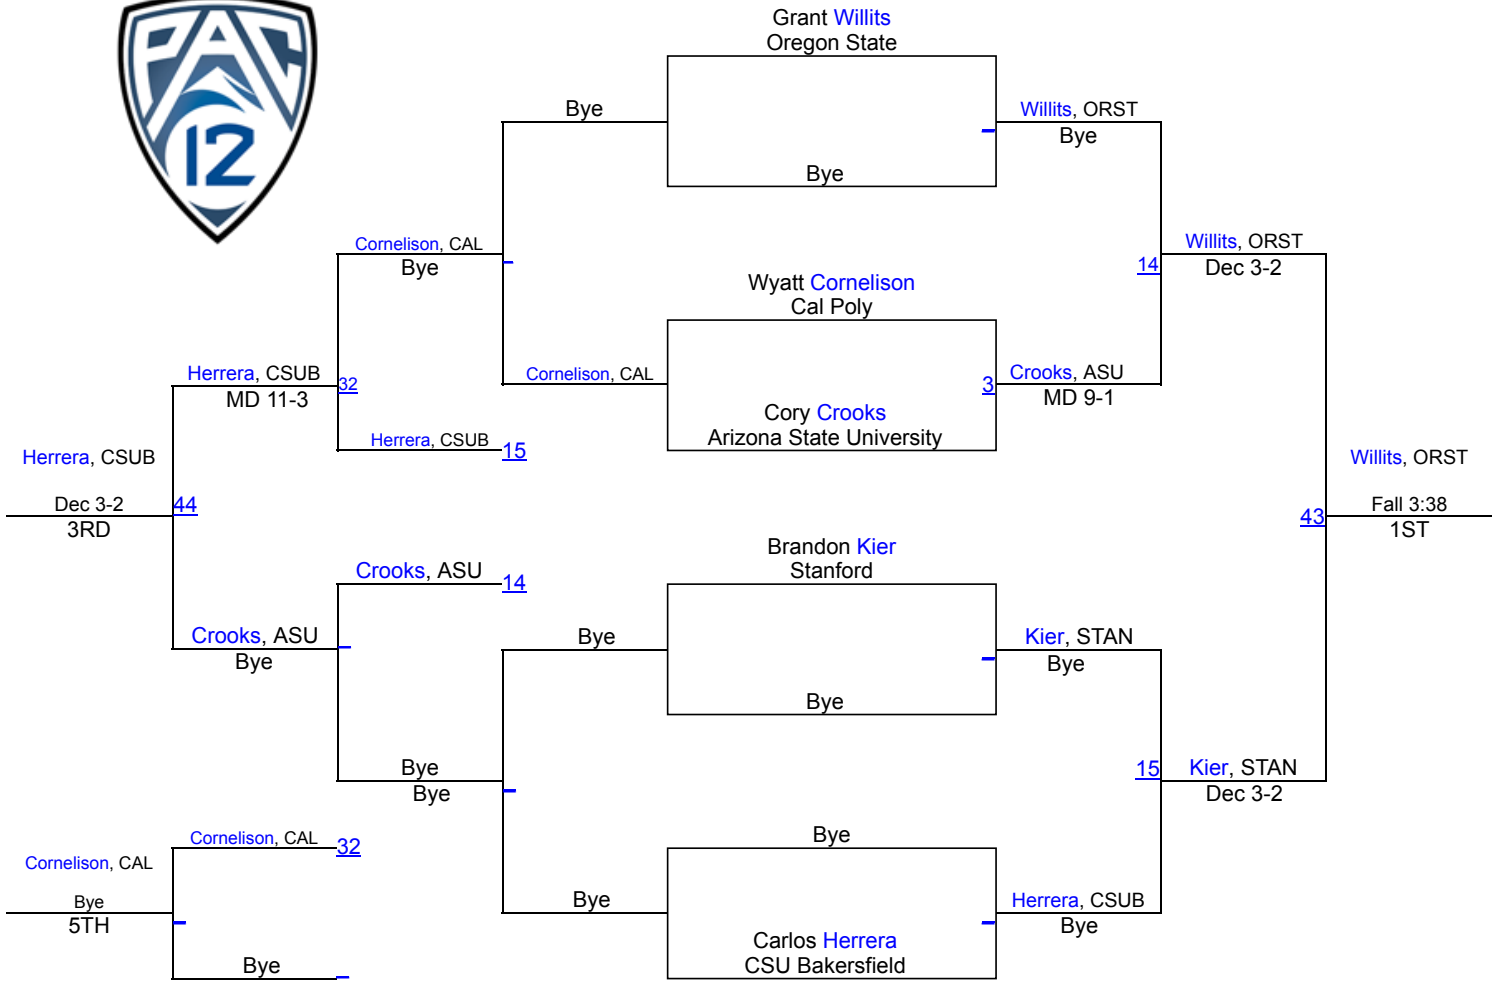 PAC
12
Grant Willits
Oregon State
Bye
Willits, ORST
Bye
Bye
Cornelison, CAL
Bye
Willits, ORST
14
Dec 3-2
Wyatt Cornelison
Cal Poly
Herrera, CSUB
32
MD 11-3
Cornelison, CAL
3
Crooks, ASU
MD 9-1
Cory Crooks
Arizona State University
Herrera, CSUB
15
Herrera, CSUB
Dec 3-2
44
3RD
Willits, ORST
Fall 3:38
43
1ST
Brandon Kier
Stanford
Crooks, ASU
14
Crooks, ASU
Bye
Bye
Kier, STAN
Bye
Bye
Bye
Bye
15
Kier, STAN
Dec 3-2
Cornelison, CAL
32
Bye
Cornelison, CAL
Bye
5TH
Bye
Herrera, CSUB
Bye
Carlos Herrera
CSU Bakersfield
Bye